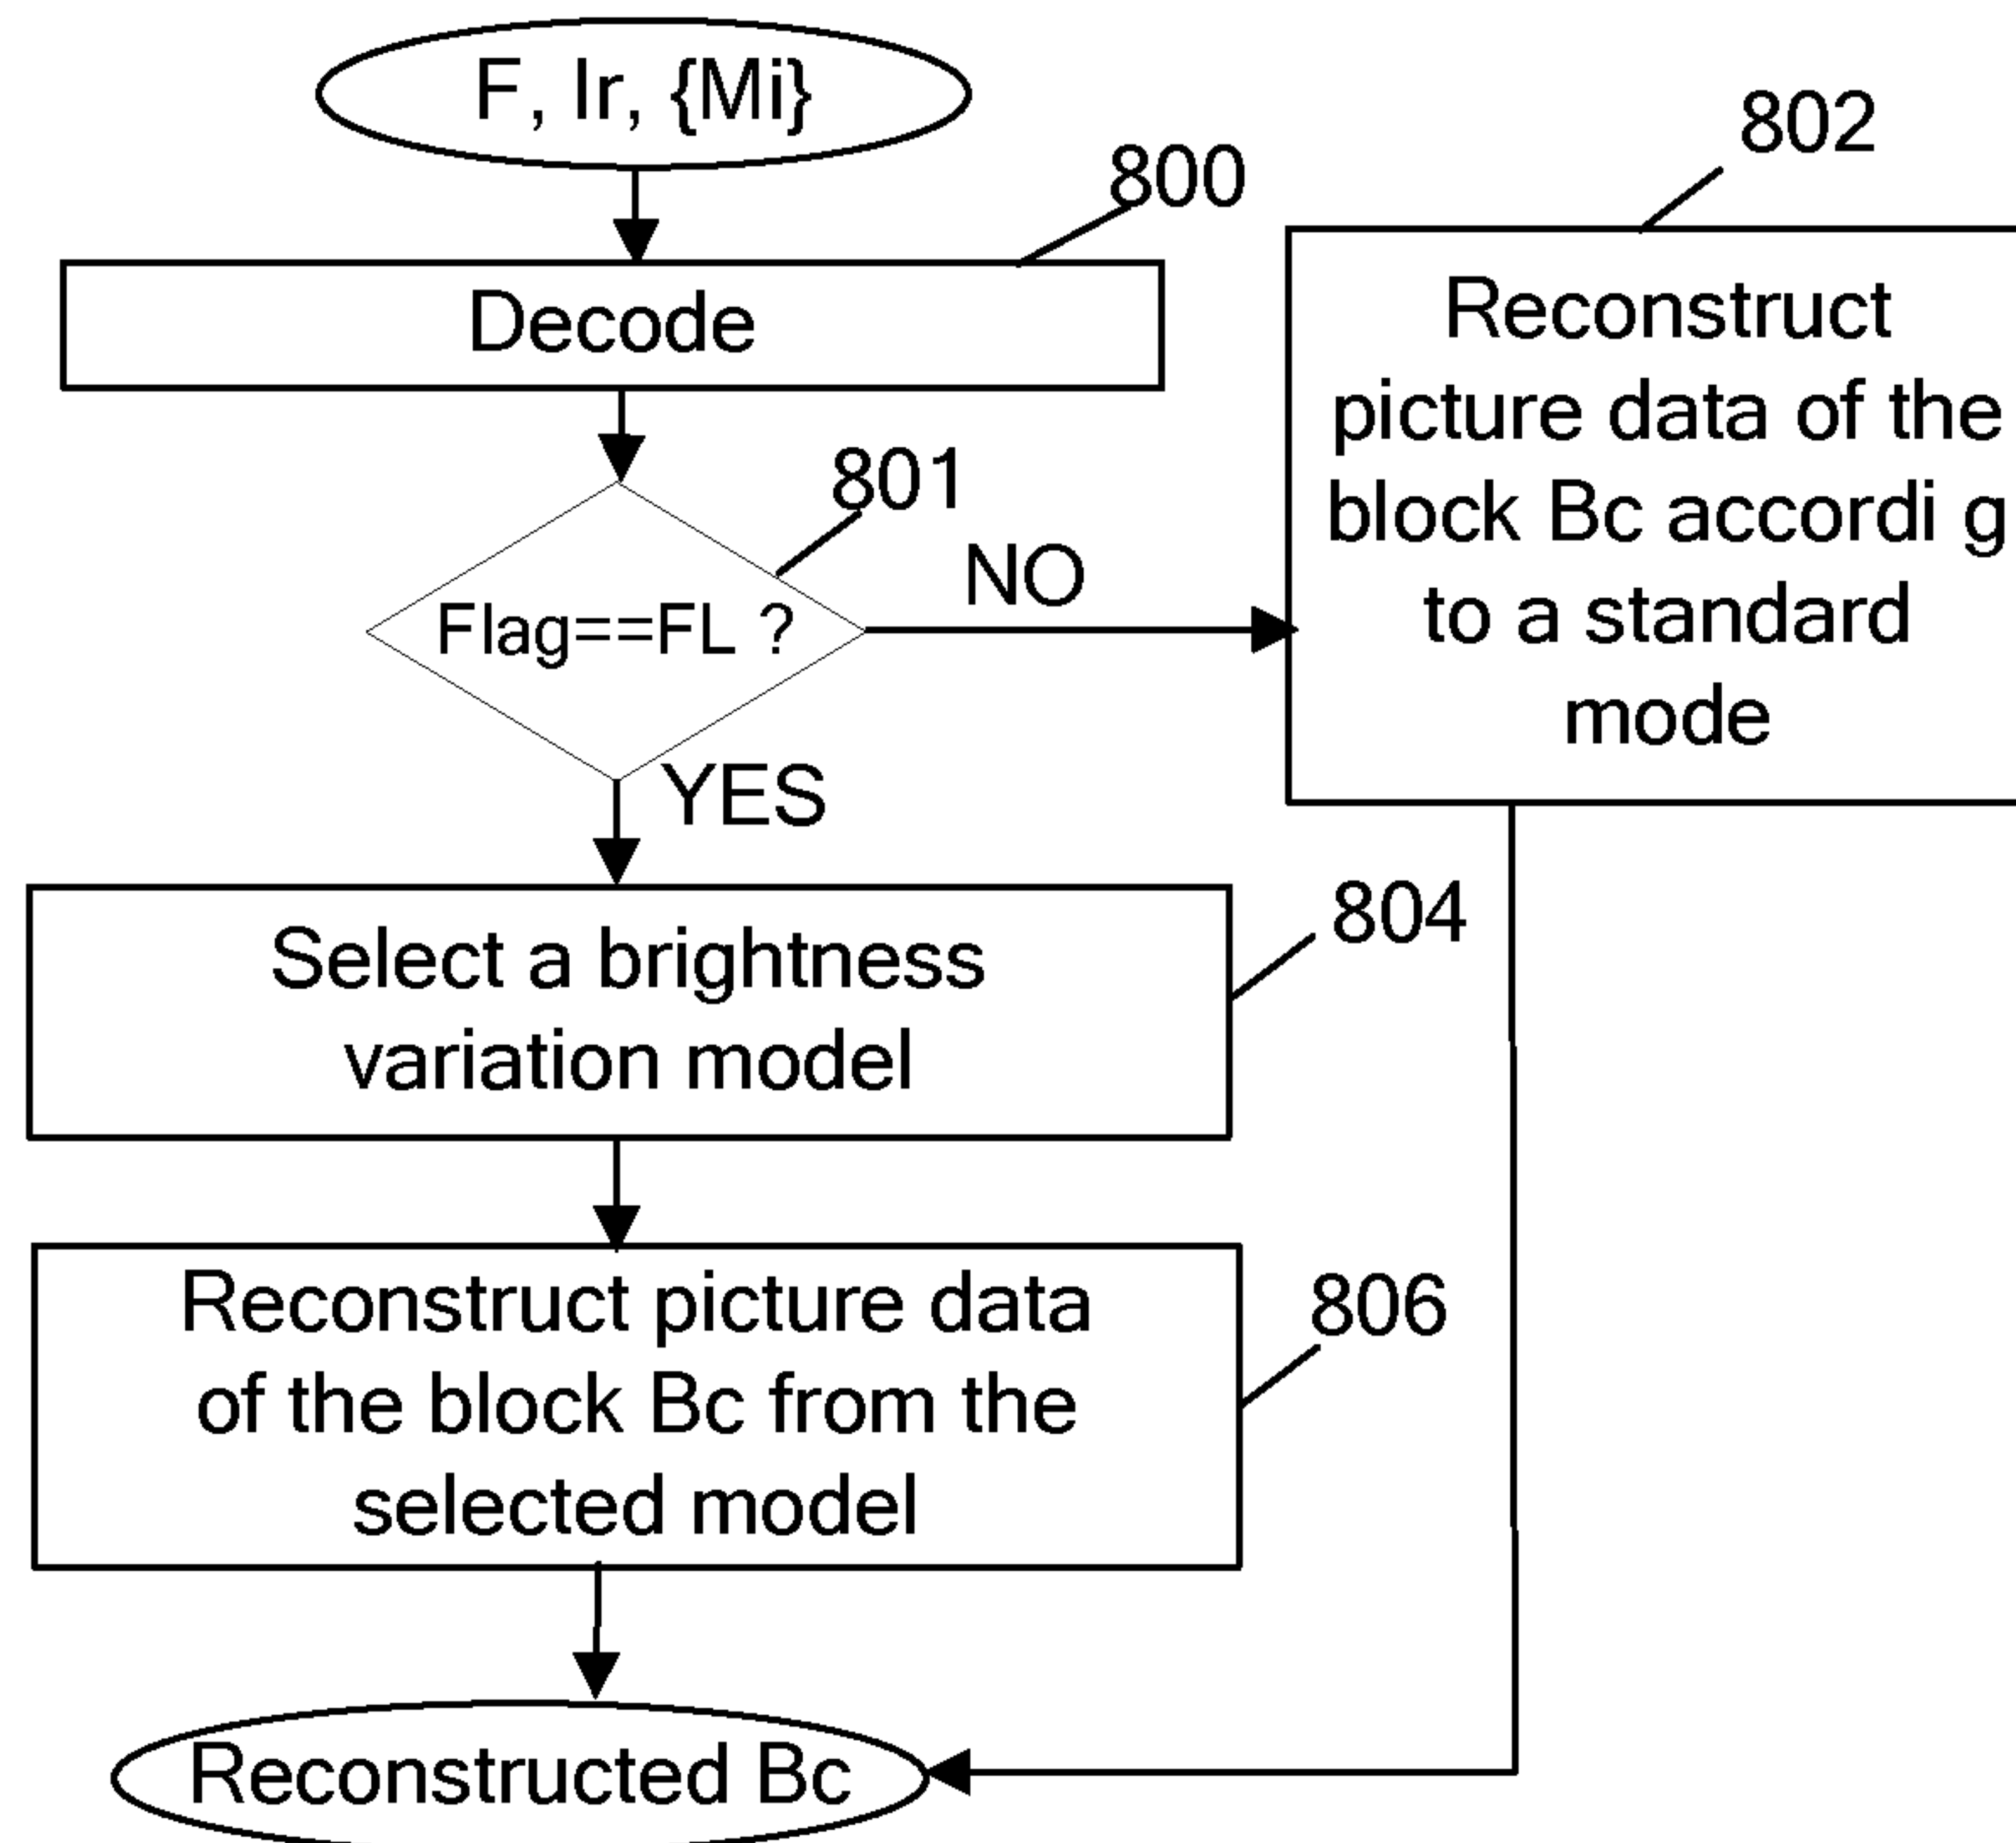 F, Ir, {Mi}
800
Decode
802
Reconstruct
picture data of the
block Bc accordi g
to a standard
mode
801
Flag==FL ?
NO
YES
804
Select a brightness
variation model
806
Reconstruct picture data
of the block Bc from the
selected model
Reconstructed Bc